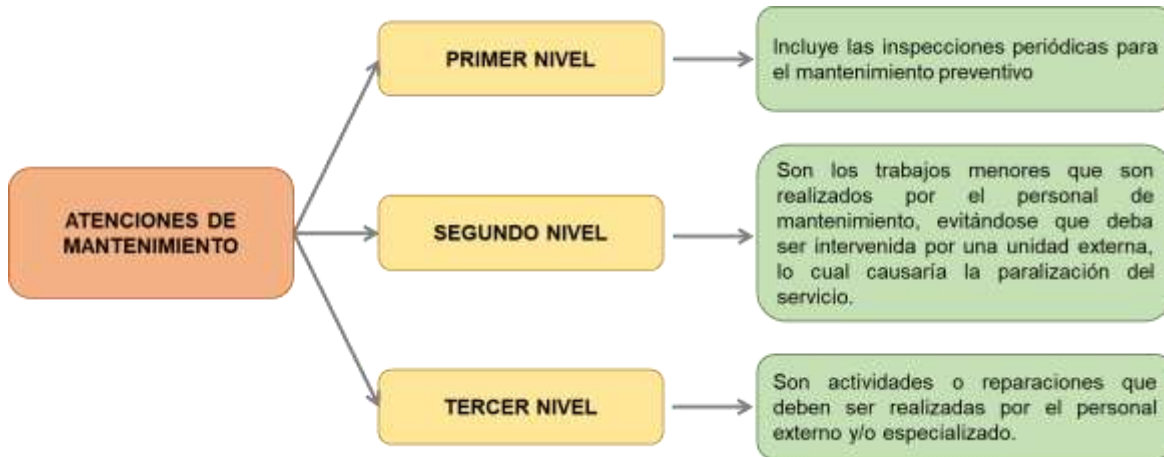 ATENCIONES DE
MANTENIMIENTO
PRIMER NIVEL
Incluye las inspecciones periódicas para
el mantenimiento preventivo
SEGUNDO NIVEL
Son los trabajos menores que son
realizados por el personal de
mantenimiento, evitándose que deba
ser intervenida por una unidad externa,
lo cual causaría la paralización del
servicio.
TERCER NIVEL
Son actividades o reparaciones que
deben ser realizadas por el personal
externo y/o especializado.